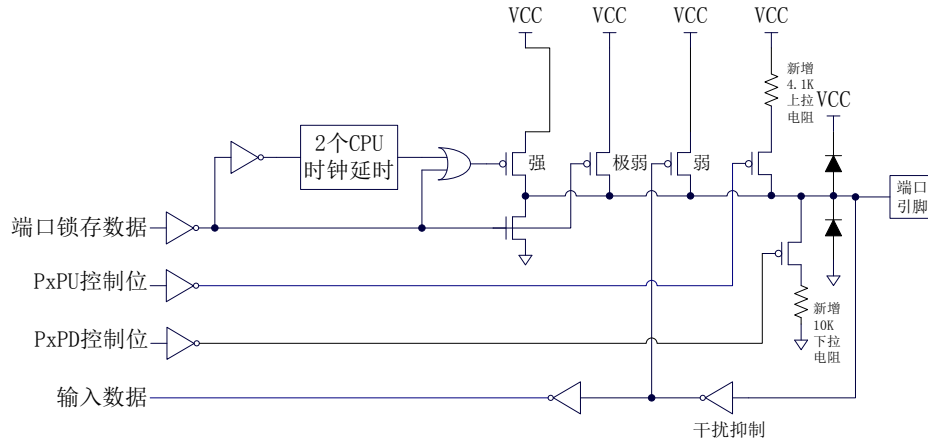 VCC
VCC
VCC
VCC
新增
4.1K
上拉
电阻
VCC
2个CPU
时钟延时
强
极弱
弱
端口
引脚
端口锁存数据
PxPU控制位
新增
10K
下拉
电阻
PxPD控制位
输入数据
干扰抑制